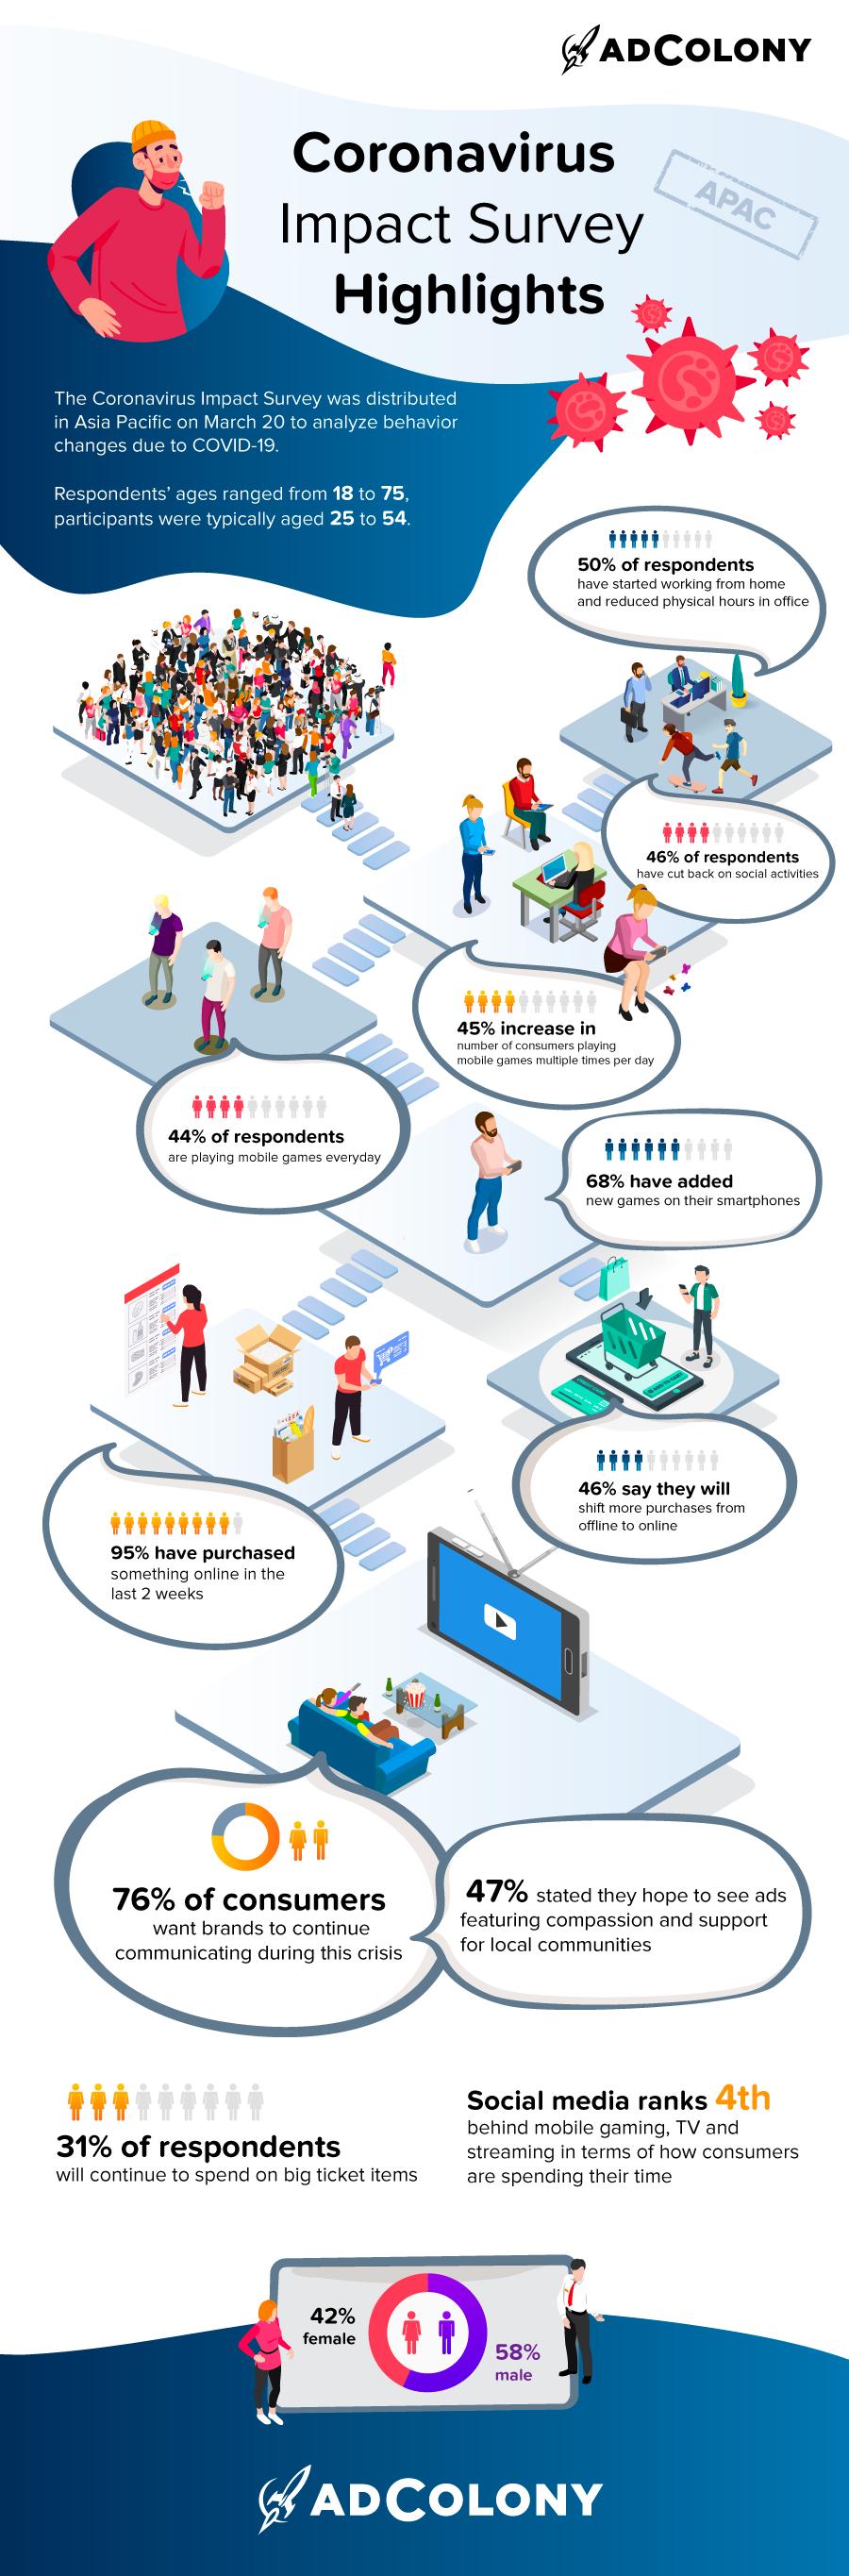 ADCOLONY
Coronavirus
Impact Survey
Highlights
APAC
The Coronavirus Impact Survey was distributed
in Asia Pacific on March 20 to analyze behavior
changes due to COVID-19.
Respondents’ ages ranged from 18 to 75,
participants were typically aged 25 to 54.
50% of respondents
have started working from home
and reduced physical hours in office
46% of respondents
have cut back on social activities
45% increase in
number of consumers playing
mobile games multiple times per day
44% of respondents
are playing mobile games everyday
68% have added
new games on their smartphones
46% say they will
shift more purchases from
offline to online
95% have purchased
something online in the
last 2 weeks
76% of consumers
want brands to continue
communicating during this crisis
47% stated they hope to see ads
featuring compassion and support
for local communities
31% of respondents
will continue to spend on big ticket items
Social media ranks 4th
behind mobile gaming, TV and
streaming in terms of how consumers
are spending their time
42%
female
58%
male
ADCOLONY